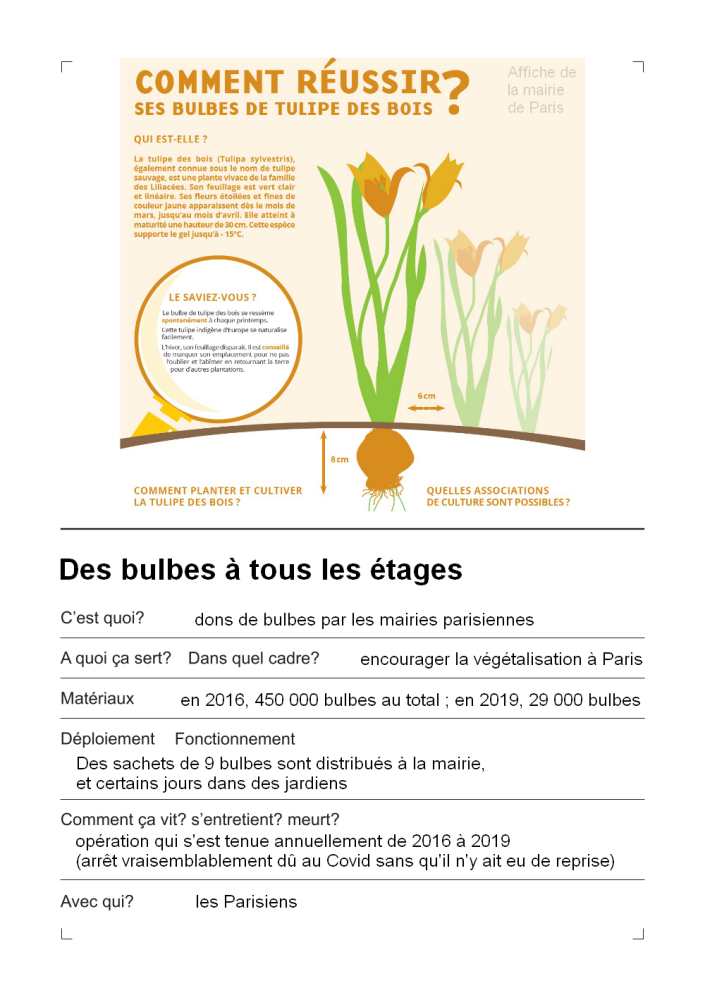 COMMENT RÉUSSIR?
SES BULBES DE TULIPE DES BOIS
Affiche de
la mairie
de Paris
QUI EST-ELLE ?
La tulipe des bois (Tulipa sylvestris),
également connue sous le nom de tulipe
sauvage, est une plante vivace de la famille
des Liliacées. Son feuillage est vert clair
et linéaire. Ses fleurs étoilées et fines de
couleur jaune apparaissent dès le mois de
mars, jusqu'au mois d'avril. Elle atteint à
maturité une hauteur de 30 cm. Cette espèce
supporte le gel jusqu'à - 15°C.
LE SAVIEZ-VOUS ?
Le bulbe de tulipe des bois se ressème
spontanément à chaque printemps.
Cette tulipe indigène d'Europe se naturalise
facilement.
L'hiver, son feuillage disparaît. Il est conseillé
de marquer son emplacement pour ne pas
l'oublier et l'abîmer en retournant la terre
pour d'autres plantations.
6 cm
8 cm
COMMENT PLANTER ET CULTIVER
LA TULIPE DES BOIS ?
QUELLES ASSOCIATIONS
DE CULTURE SONT POSSIBLES ?
Des bulbes à tous les étages
C'est quoi? dons de bulbes par les mairies parisiennes
A quoi ça sert? Dans quel cadre? encourager la végétalisation à Paris
Matériaux en 2016, 450 000 bulbes au total ; en 2019, 29 000 bulbes
Déploiement Fonctionnement
Des sachets de 9 bulbes sont distribués à la mairie,
et certains jours dans des jardiens
Comment ça vit? s'entretient? meurt?
opération qui s'est tenue annuellement de 2016 à 2019
(arrêt vraisemblablement dû au Covid sans qu'il n'y ait eu de reprise)
Avec qui? les Parisiens